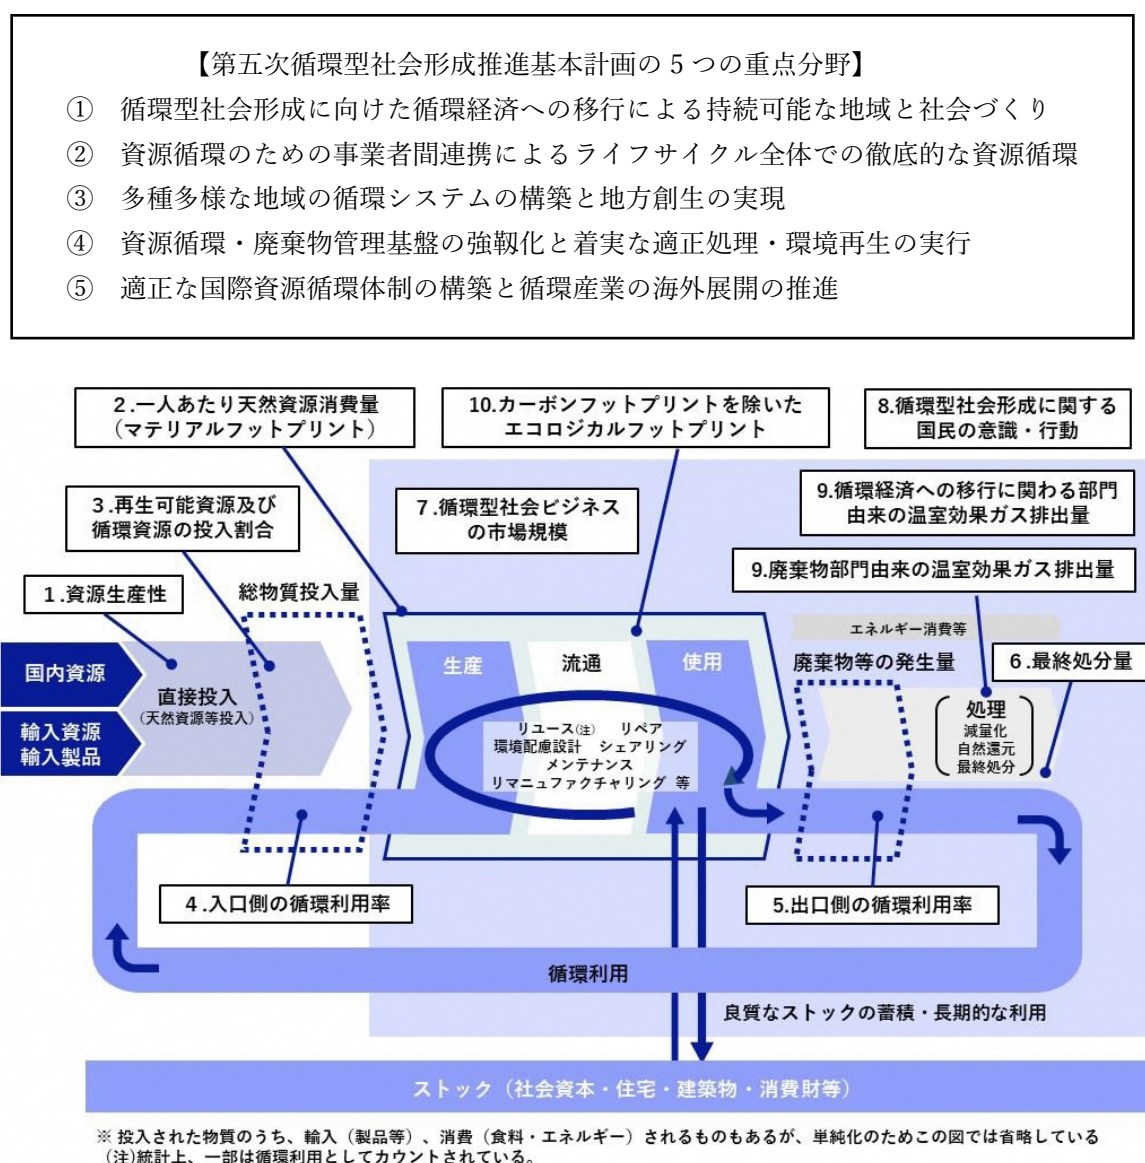 【第五次循環型社会形成推進基本計画の 5 つの重点分野】
① 循環型社会形成に向けた循環経済への移行による持続可能な地域と社会づくり
② 資源循環のための事業者間連携によるライフサイクル全体での徹底的な資源循環
③ 多種多様な地域の循環システムの構築と地方創生の実現
④ 資源循環・廃棄物管理基盤の強靱化と着実な適正処理・環境再生の実行
⑤ 適正な国際資源循環体制の構築と循環産業の海外展開の推進
2.一人あたり天然資源消費量
（マテリアルフットプリント）
10.カーボンフットプリントを除いた
エコロジカルフットプリント
8.循環型社会形成に関する
国民の意識・行動
3.再生可能資源及び
循環資源の投入割合
7.循環型社会ビジネス
の市場規模
9.循環経済への移行に関わる部門
由来の温室効果ガス排出量
1.資源生産性
総物質投入量
9.廃棄物部門由来の温室効果ガス排出量
エネルギー消費等
国内資源
直接投入
（天然資源等投入）
生産
流通
使用
廃棄物等の発生量
6.最終処分量
輸入資源
輸入製品
リユース(注) リペア
環境配慮設計 シェアリング
メンテナンス
リマニュファクチャリング 等
処理
減量化
自然還元
最終処分
4.入口側の循環利用率
5.出口側の循環利用率
循環利用
良質なストックの蓄積・長期的な利用
ストック（社会資本・住宅・建築物・消費財等）
※ 投入された物質のうち、輸入（製品等）、消費（食料・エネルギー）されるものもあるが、単純化のためこの図では省略している
(注)統計上、一部は循環利用としてカウントされている。